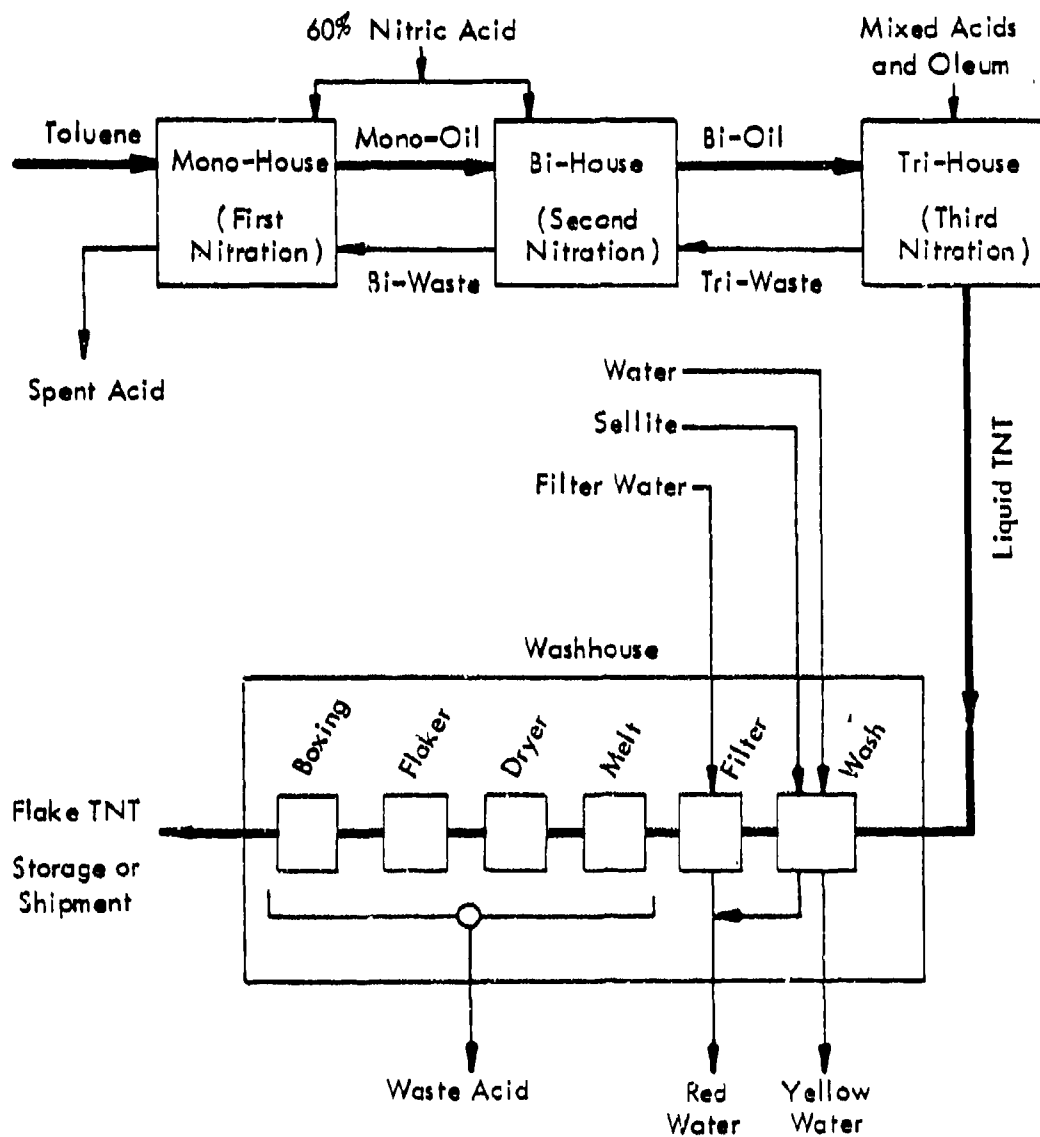 60% Nitric Acid
Mixed Acids
and Oleum
Toluene
Mono-House
(First
Nitration)
Mono-Oil
Bi-House
(Second
Nitration)
Bi-Oil
Tri-House
(Third
Nitration)
Bi-Waste
Tri-Waste
Spent Acid
Water
Sellite
Filter Water
Liquid TNT
Washhouse
Boxing
Flaker
Dryer
Melt
Filter
Wash
Flake TNT
Storage or
Shipment
Waste Acid
Red
Water
Yellow
Water